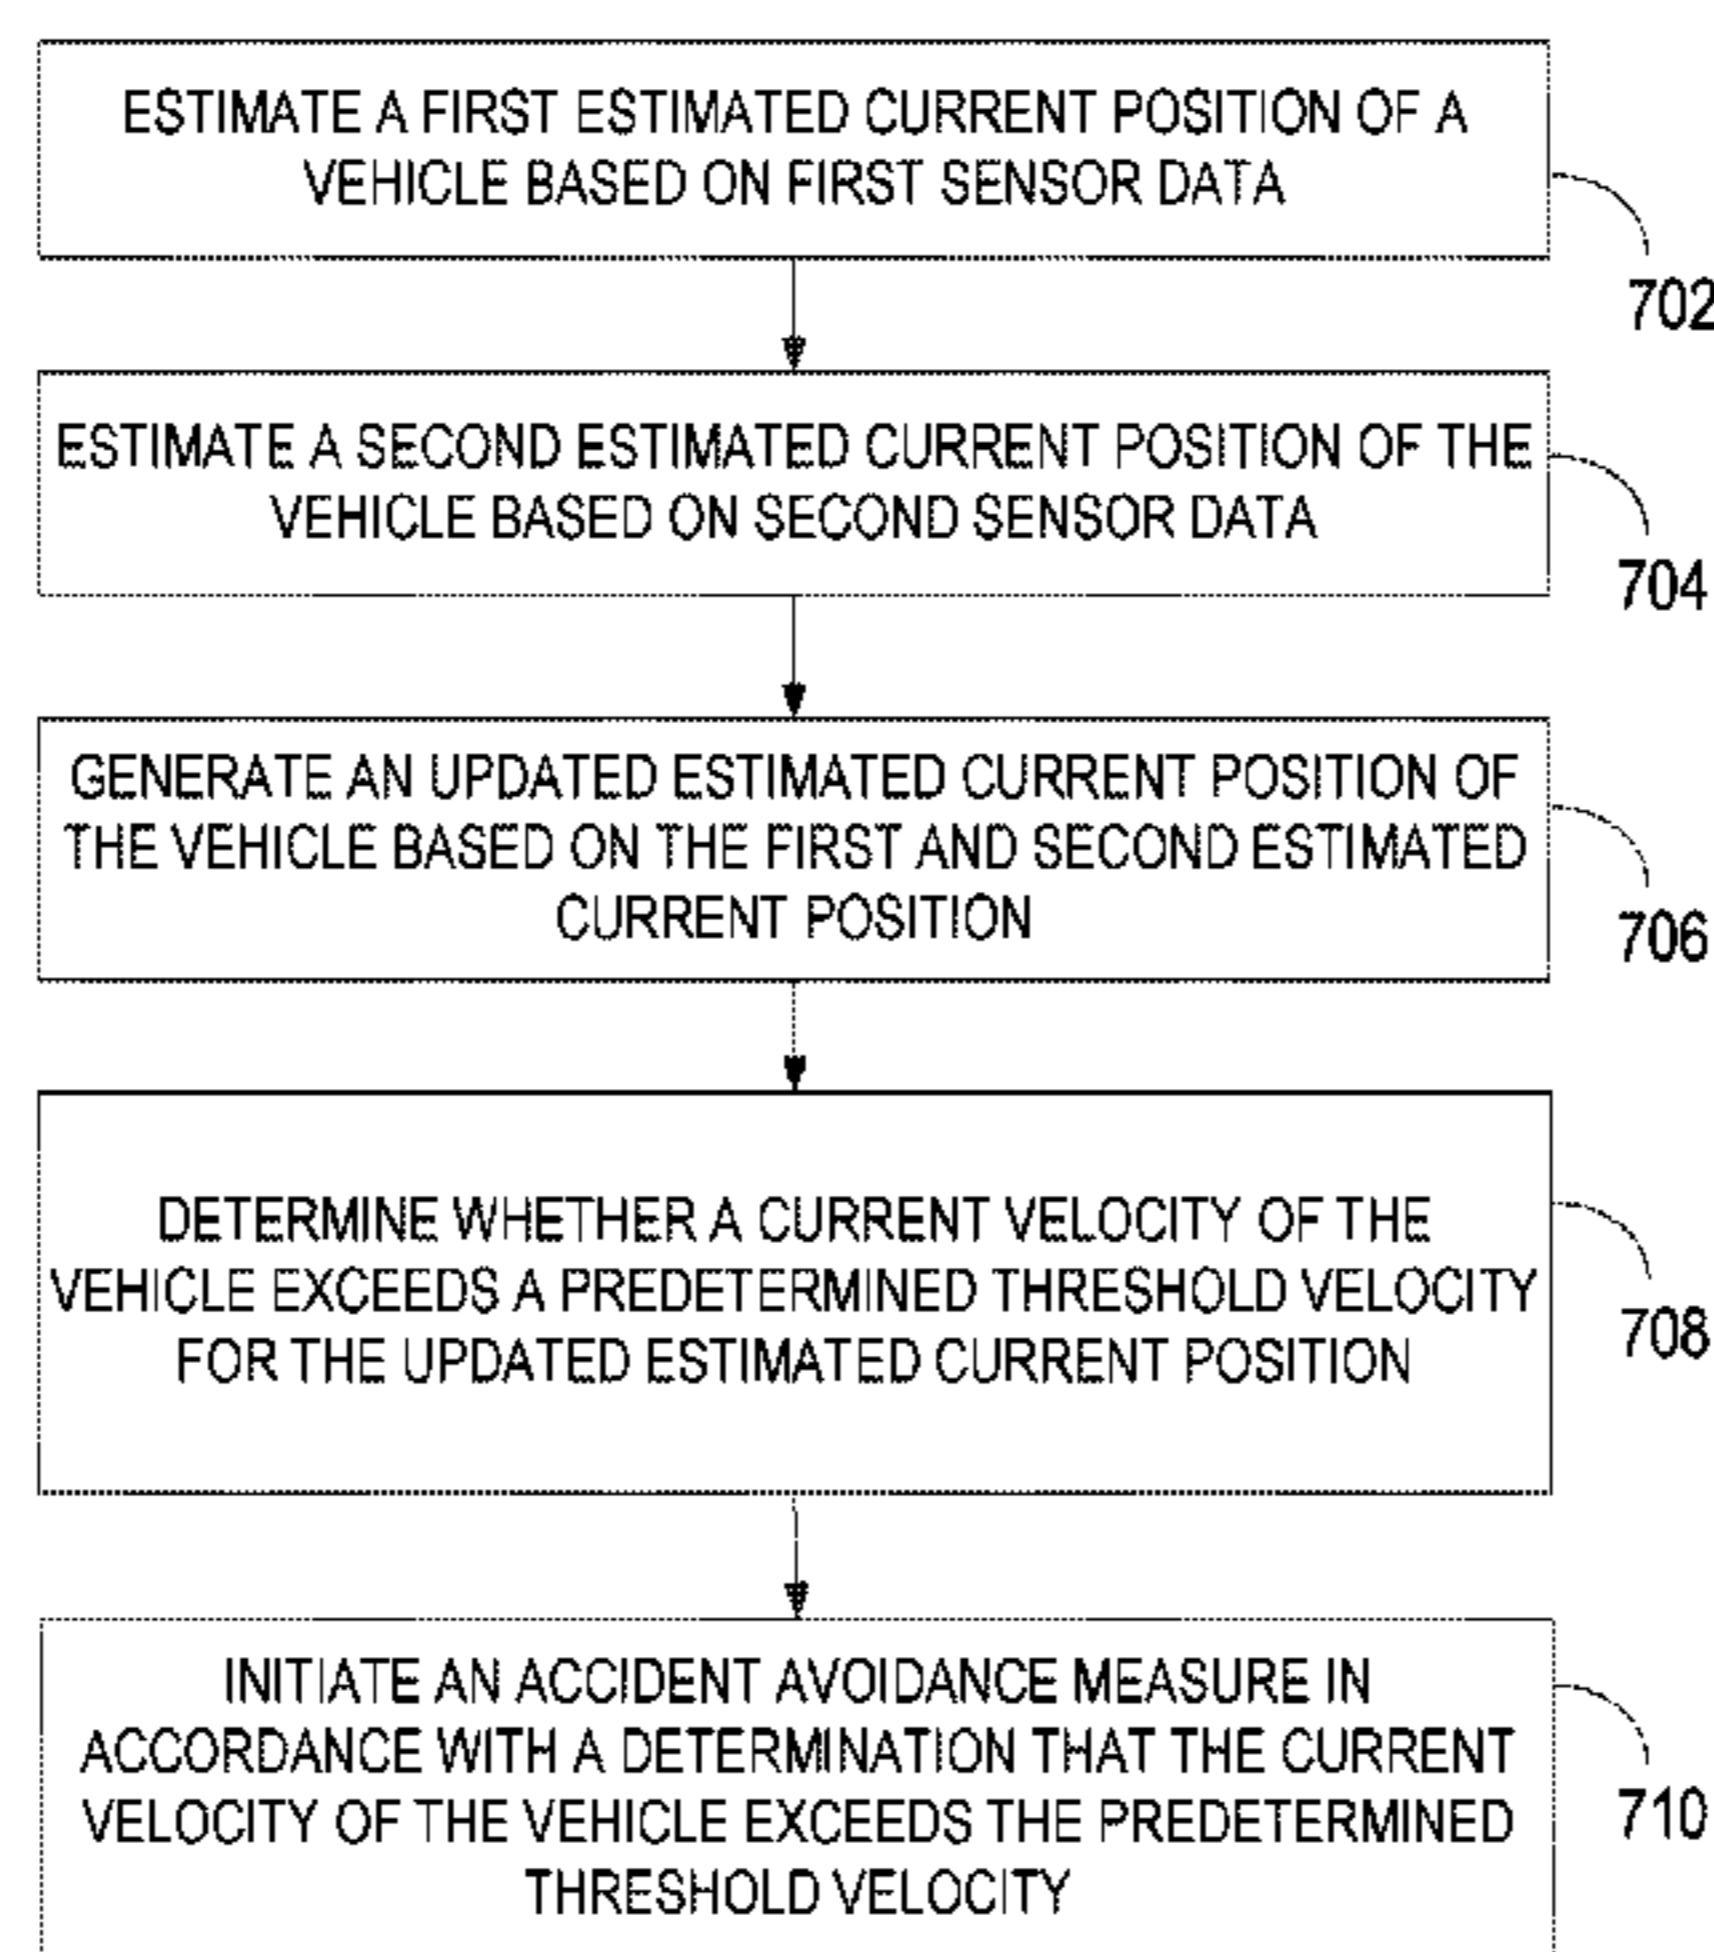 ESTIMATE A FIRST ESTIMATED CURRENT POSITION OF A
VEHICLE BASED ON FIRST SENSOR DATA
702
ESTIMATE A SECOND ESTIMATED CURRENT POSITION OF THE
VEHICLE BASED ON SECOND SENSOR DATA
704
GENERATE AN UPDATED ESTIMATED CURRENT POSITION OF
THE VEHICLE BASED ON THE FIRST AND SECOND ESTIMATED
CURRENT POSITION
706
DETERMINE WHETHER A CURRENT VELOCITY OF THE
VEHICLE EXCEEDS A PREDETERMINED THRESHOLD VELOCITY
FOR THE UPDATED ESTIMATED CURRENT POSITION
708
INITIATE AN ACCIDENT AVOIDANCE MEASURE IN
ACCORDANCE WITH A DETERMINATION THAT THE CURRENT
VELOCITY OF THE VEHICLE EXCEEDS THE PREDETERMINED
THRESHOLD VELOCITY
710